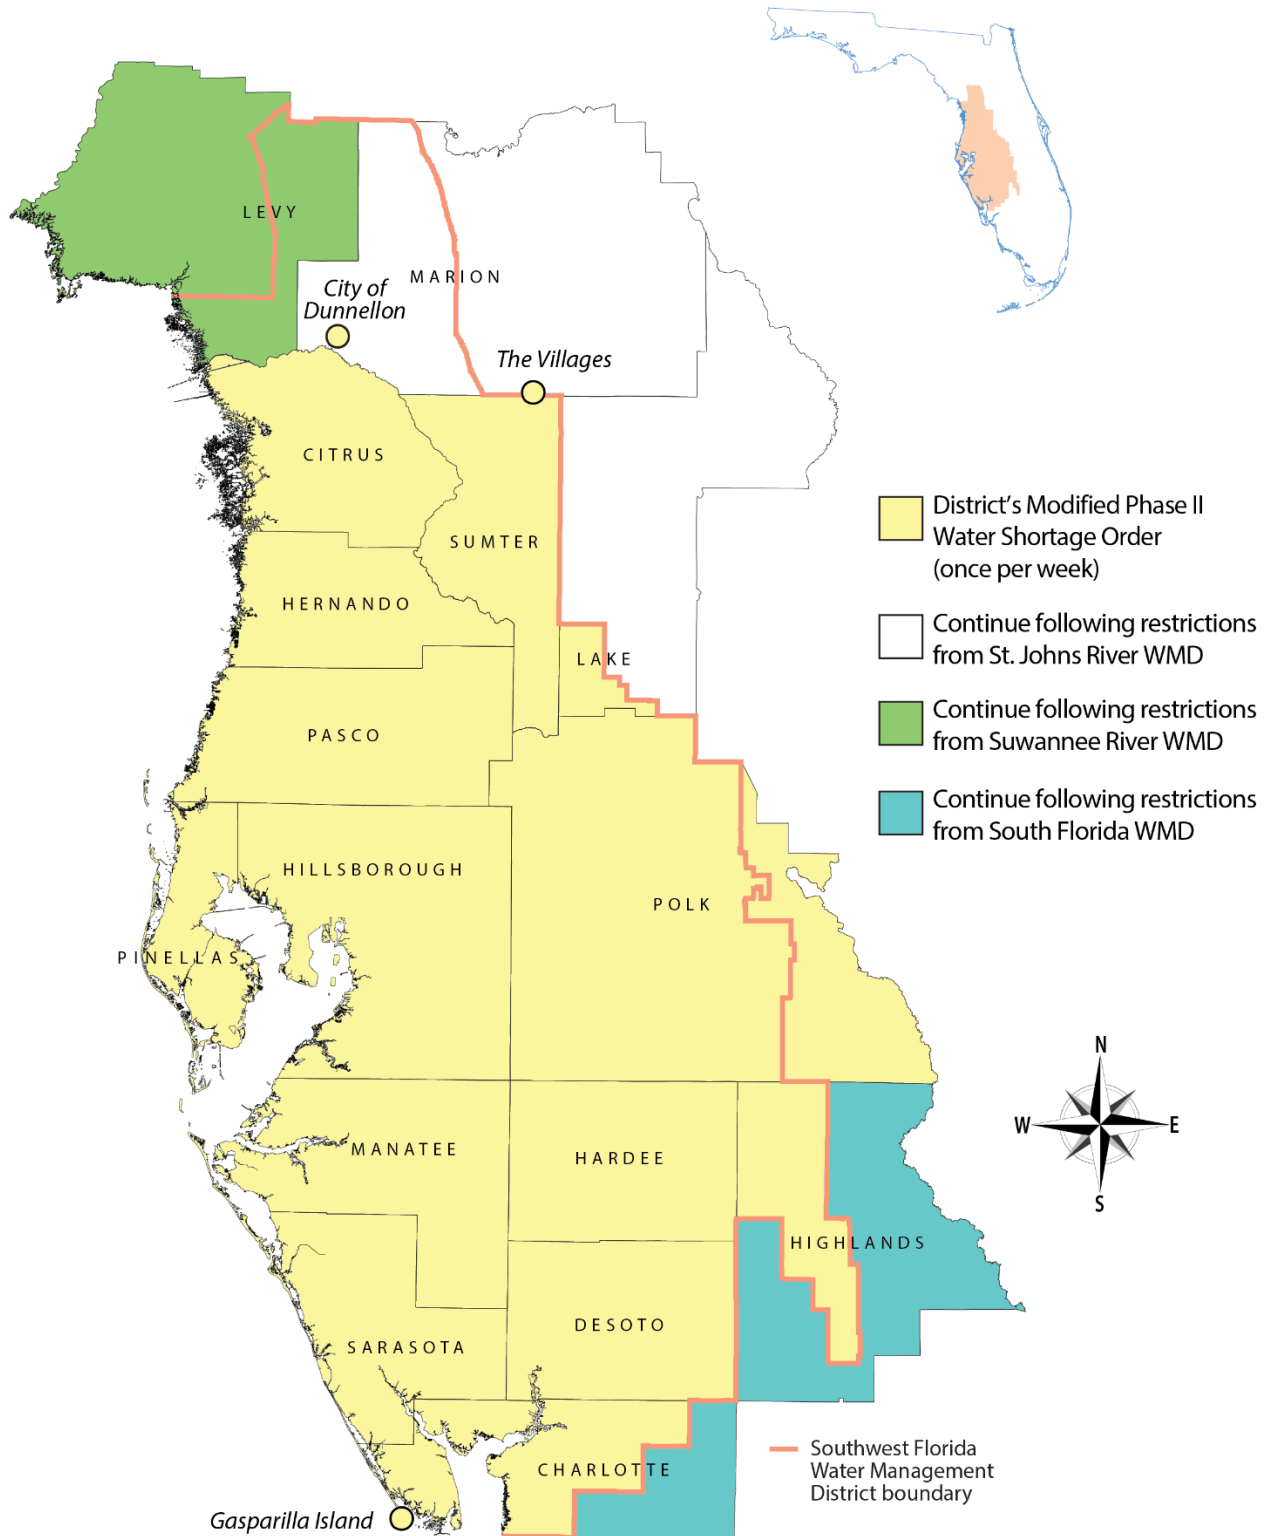 LEVY
MARION
City of
Dunnellon
The Villages
CITRUS
SUMTER
HERNANDO
LAKE
PASCO
HILLSBOROUGH
POLK
PINELLAS
MANATEE
HARDEE
HIGHLANDS
DESOTO
SARASOTA
CHARLOTTE
Gasparilla Island
District's Modified Phase II
Water Shortage Order
(once per week)
Continue following restrictions
from St. Johns River WMD
Continue following restrictions
from Suwannee River WMD
Continue following restrictions
from South Florida WMD
N
W
E
S
Southwest Florida
Water Management
District boundary